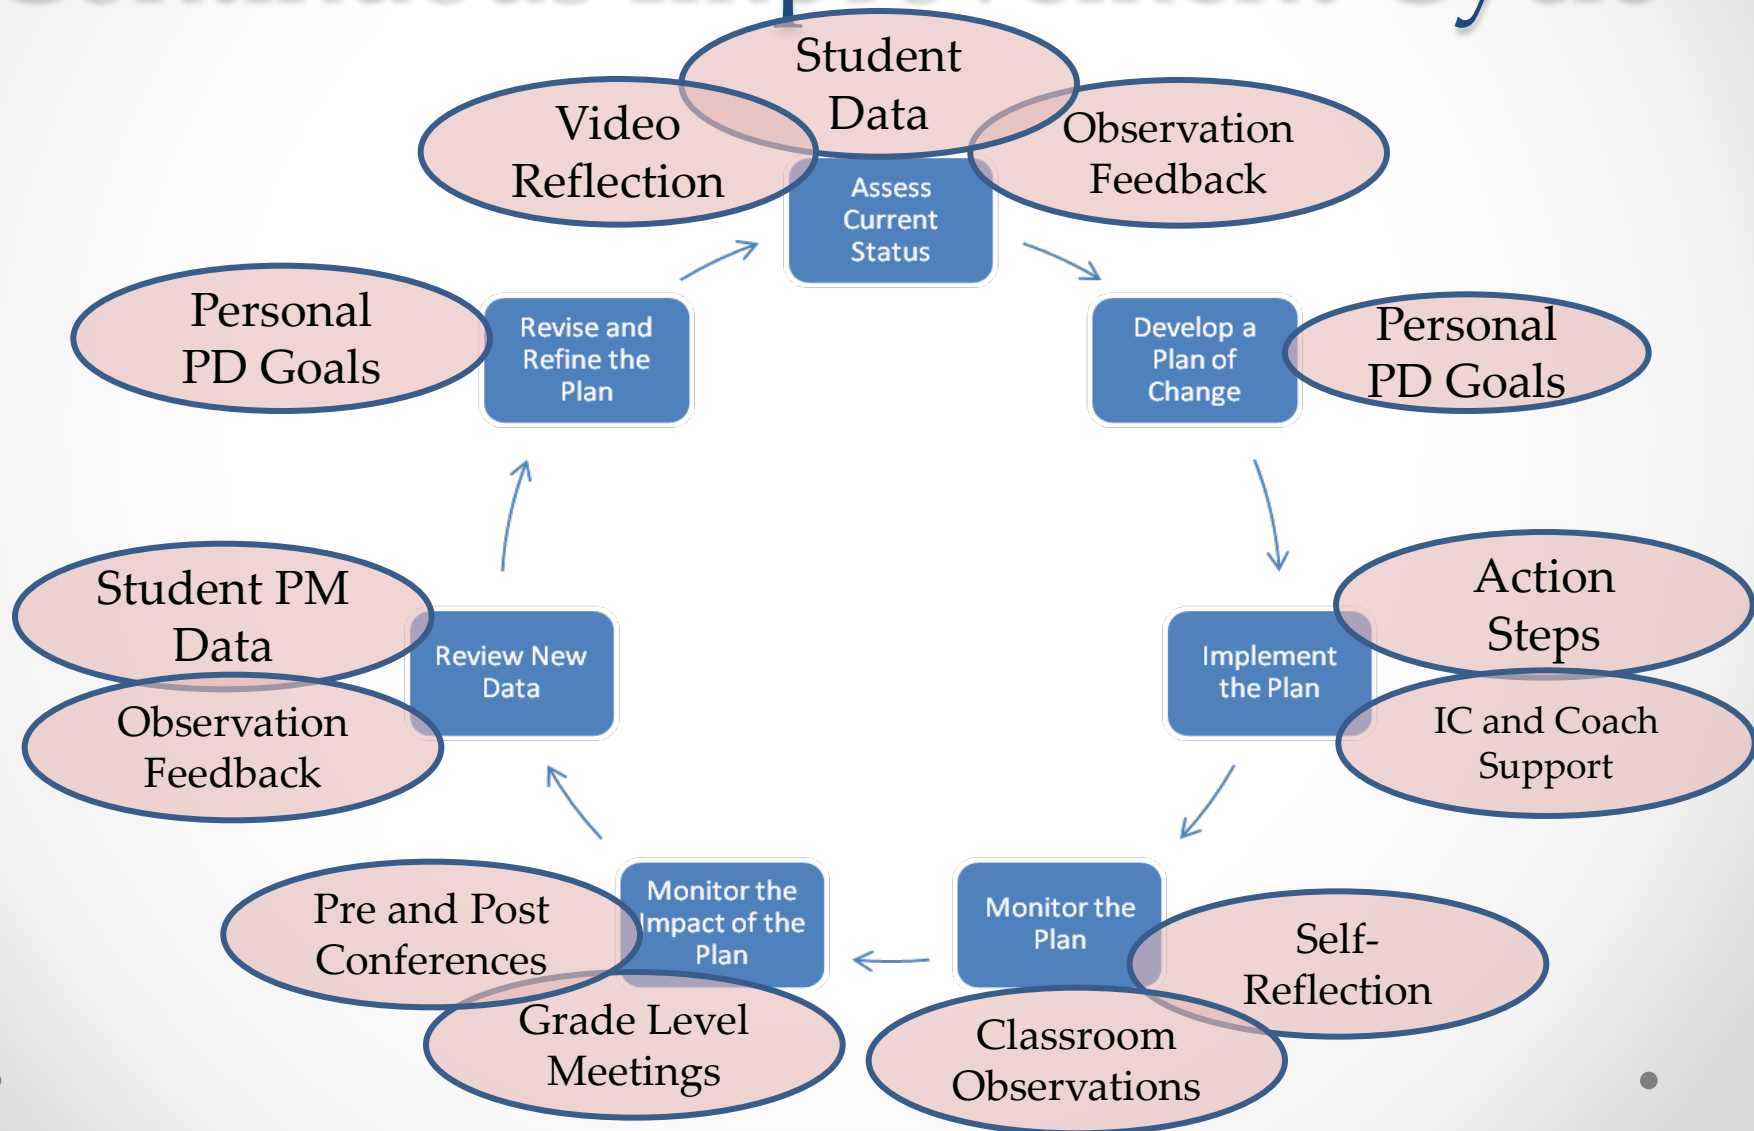 Continuous Improvement Cycle
Student
Data
Video
Reflection
Observation
Feedback
Assess
Current
Status
Personal
PD Goals
Revise and
Refine the
Plan
Develop a
Plan of
Change
Personal
PD Goals
Student PM
Data
Observation
Feedback
Review New
Data
Implement
the Plan
Action
Steps
IC and Coach
Support
Pre and Post
Conferences
Monitor the
Impact of the
Plan
Grade Level
Meetings
Monitor the
Plan
Self-
Reflection
Classroom
Observations